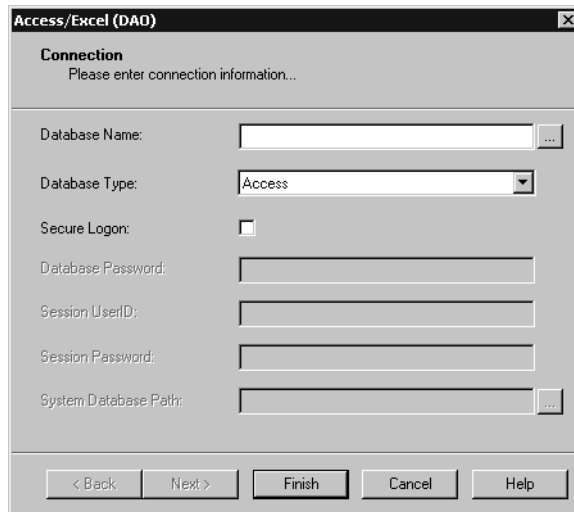 Access/Excel (DAO)
Connection
Please enter connection information...
Database Name:
...
Database Type:
Access
Secure Logon:
Database Password:
Session UserID:
Session Password:
System Database Path:
...
< Back Next > Finish Cancel Help